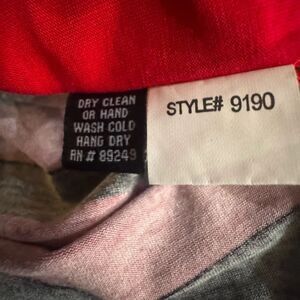 DRY CLEAN
OR HAND
WASH COLD
HANG DRY
RN # 89249
STYLE# 9190